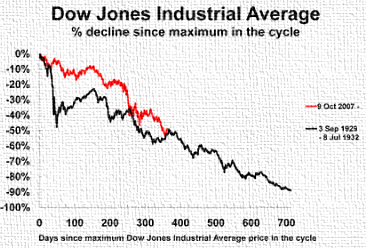 Dow Jones Industrial Average
% decline since maximum in the cycle
0%
-10%
-20%
-30%
-40%
-50%
-60%
-70%
-80%
-90%
-100%
9 Oct 2007 -
3 Sep 1929
- 8 Jul 1932
0 100 200 300 400 500 600 700
Days since maximum Dow Jones Industrial Average price in the cycle